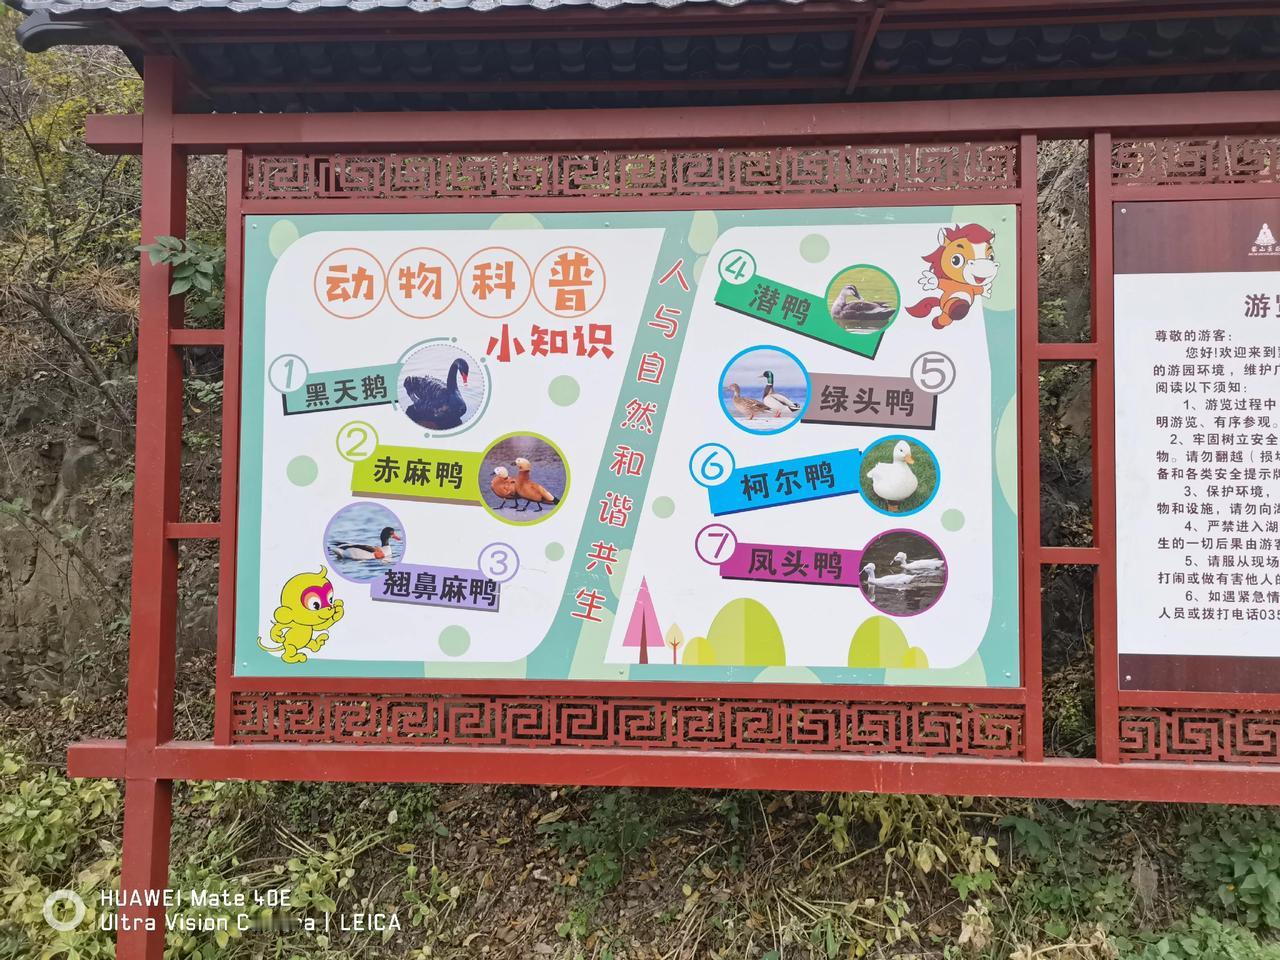 动物科普
小知识
1
黑天鹅
2
赤麻鸭
3
翘鼻麻鸭
人与自然和谐共生
4
潜鸭
5
绿头鸭
6
柯尔鸭
7
凤头鸭
游
尊敬的游客:
您好!欢迎来到
的游园环境，维护
阅读以下须知:
1、游览过程中
明游览、有序参观。
2、牢固树立安全
物。请勿翻越（损
备和各类安全提示牌
3、保护环境，
物和设施，请勿向湖
4、严禁进入湖
生的一切后果由游客
5、请服从现场
打闹或做有害他人的
6、如遇紧急情
人员或拨打电话035
HUAWEI Mate 40E
Ultra Vision C ra | LEICA